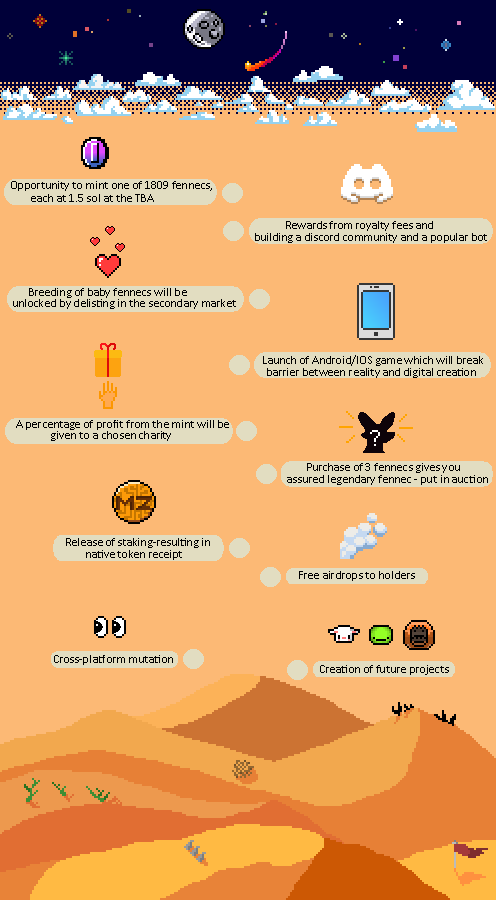 Opportunity to mint one of 1809 fennecs,
each at 1.5 sol at the TBA
Rewards from royalty fees and
building a discord community and a popular bot
Breeding of baby fennecs will be
unlocked by delisting in the secondary market
Launch of Android/IOS game which will break
barrier between reality and digital creation
A percentage of profit from the mint will be
given to a chosen charity
?
Purchase of 3 fennecs gives you
assured legendary fennec - put in auction
MZ
Release of staking-resulting in
native token receipt
Free airdrops to holders
Cross-platform mutation
Creation of future projects